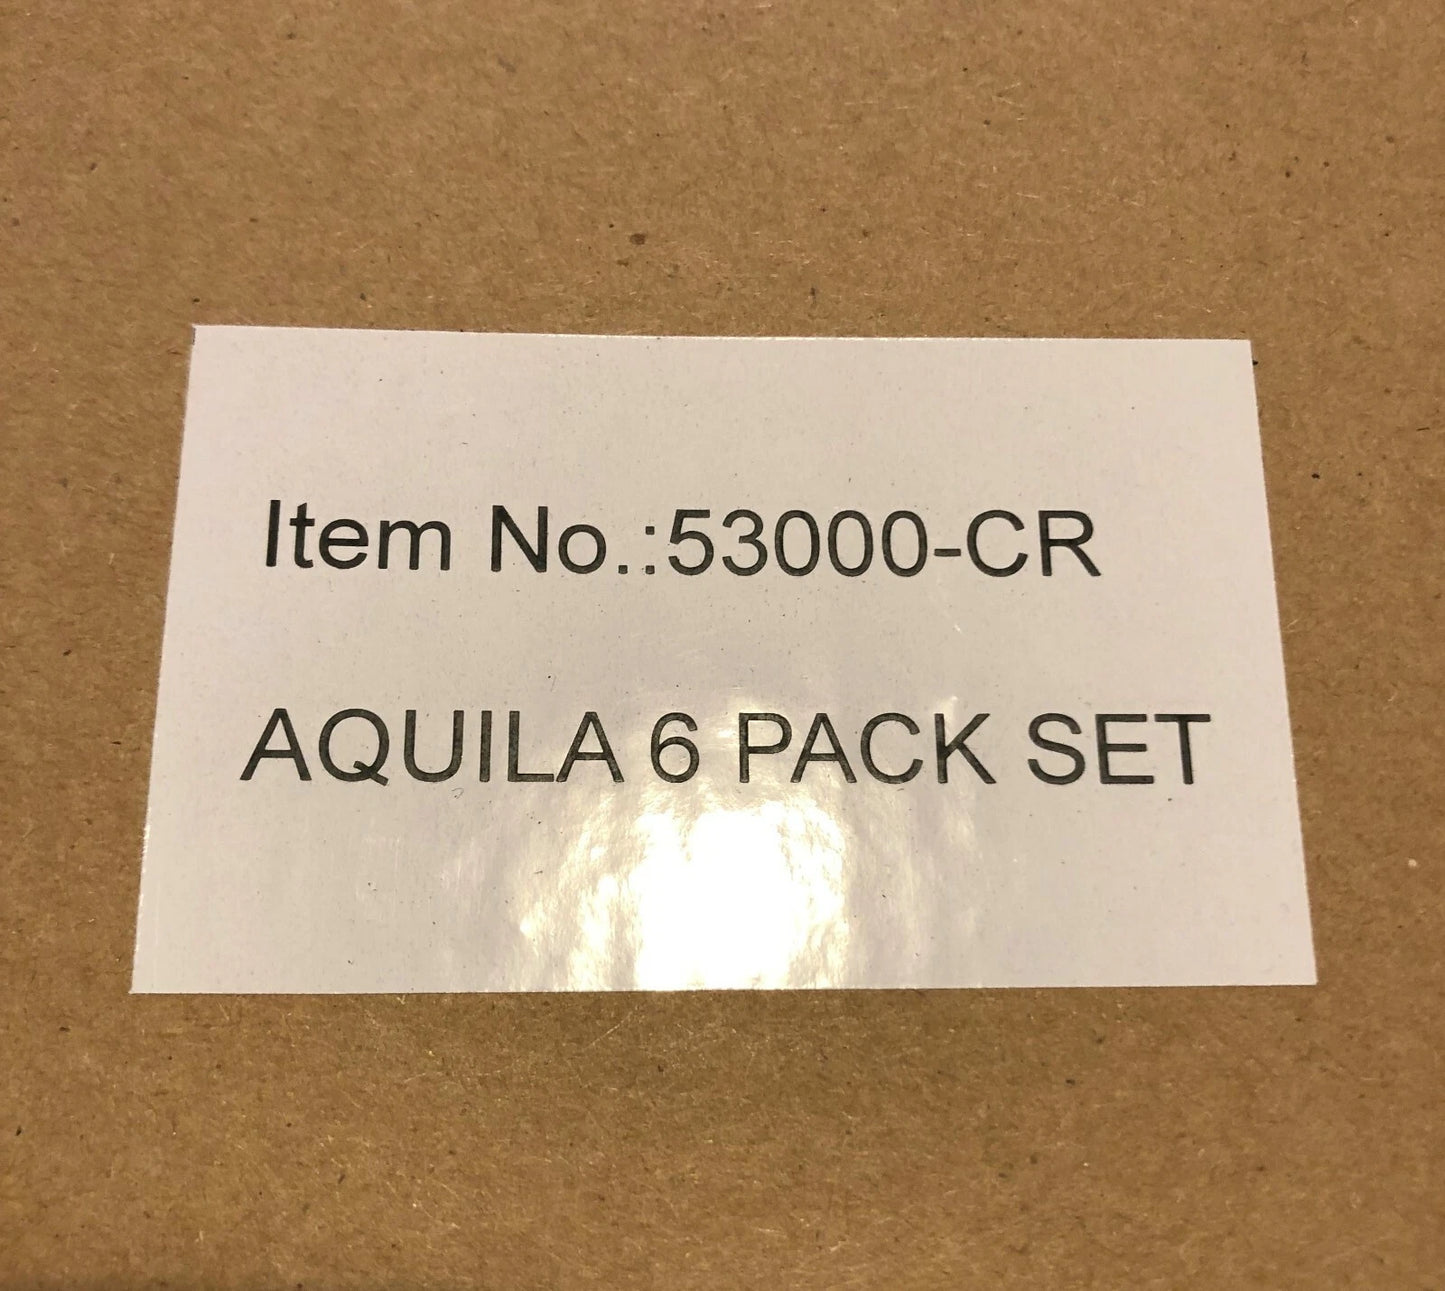 Item No.:53000-CR
AQUILA 6 PACK SET